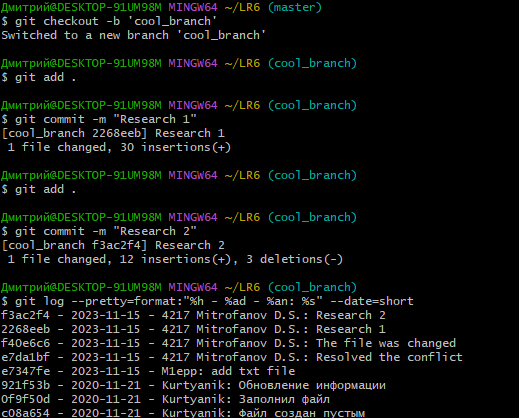 Дмитрий@DESKTOP-91UM98M MINGW64 ~/LR6 (master)
$ git checkout -b 'cool_branch'
Switched to a new branch 'cool_branch'
Дмитрий@DESKTOP-91UM98M MINGW64 ~/LR6 (cool_branch)
$ git add .
Дмитрий@DESKTOP-91UM98M MINGW64 ~/LR6 (cool_branch)
$ git commit -m "Research 1"
[cool_branch 2268eeb] Research 1
 1 file changed, 30 insertions(+)
Дмитрий@DESKTOP-91UM98M MINGW64 ~/LR6 (cool_branch)
$ git add .
Дмитрий@DESKTOP-91UM98M MINGW64 ~/LR6 (cool_branch)
$ git commit -m "Research 2"
[cool_branch f3ac2f4] Research 2
 1 file changed, 12 insertions(+), 3 deletions(-)
Дмитрий@DESKTOP-91UM98M MINGW64 ~/LR6 (cool_branch)
$ git log --pretty=format:"%h - %ad - %an: %s" --date=short
f3ac2f4 - 2023-11-15 - 4217 Mitrofanov D.S.: Research 2
2268eeb - 2023-11-15 - 4217 Mitrofanov D.S.: Research 1
f40e6c6 - 2023-11-15 - 4217 Mitrofanov D.S.: The file was changed
e7da1bf - 2023-11-15 - 4217 Mitrofanov D.S.: Resolved the conflict
e7347fe - 2023-11-15 - M1epp: add txt file
921f53b - 2020-11-21 - Kurtyanik: Обновление информации
0f9f50d - 2020-11-21 - Kurtyanik: Заполнил файл
c08a654 - 2020-11-21 - Kurtyanik: Файл создан пустым